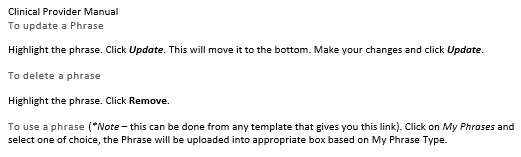 Clinical Provider Manual
To update a Phrase
Highlight the phrase. Click Update. This will move it to the bottom. Make your changes and click Update.
To delete a phrase
Highlight the phrase. Click Remove.
To use a phrase (*Note – this can be done from any template that gives you this link). Click on My Phrases and
select one of choice, the Phrase will be uploaded into appropriate box based on My Phrase Type.